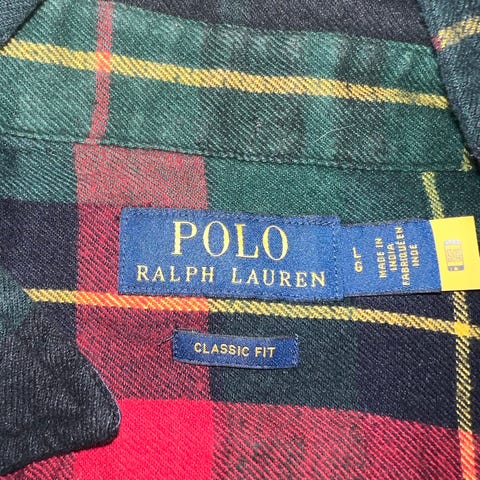 POLO
RALPH LAUREN
L
G
MADE IN
INDIA
FABRIQUÉ EN
INDE
CLASSIC FIT